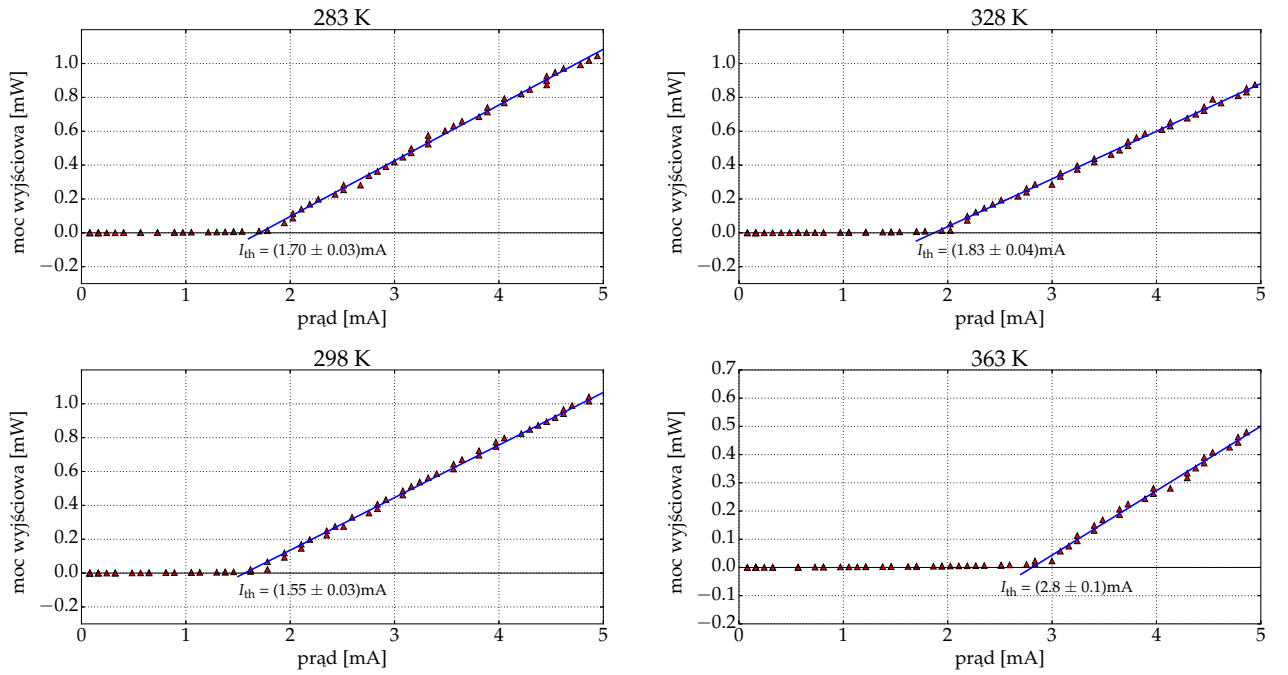 283 K
moc wyjściowa [mW]
1.0
0.8
0.6
0.4
0.2
0.0
−0.2
I_th = (1.70 ± 0.03)mA
0 1 2 3 4 5
prąd [mA]
328 K
moc wyjściowa [mW]
1.0
0.8
0.6
0.4
0.2
0.0
−0.2
I_th = (1.83 ± 0.04)mA
0 1 2 3 4 5
prąd [mA]
298 K
moc wyjściowa [mW]
1.0
0.8
0.6
0.4
0.2
0.0
−0.2
I_th = (1.55 ± 0.03)mA
0 1 2 3 4 5
prąd [mA]
363 K
moc wyjściowa [mW]
0.7
0.6
0.5
0.4
0.3
0.2
0.1
0.0
−0.1
−0.2
I_th = (2.8 ± 0.1)mA
0 1 2 3 4 5
prąd [mA]